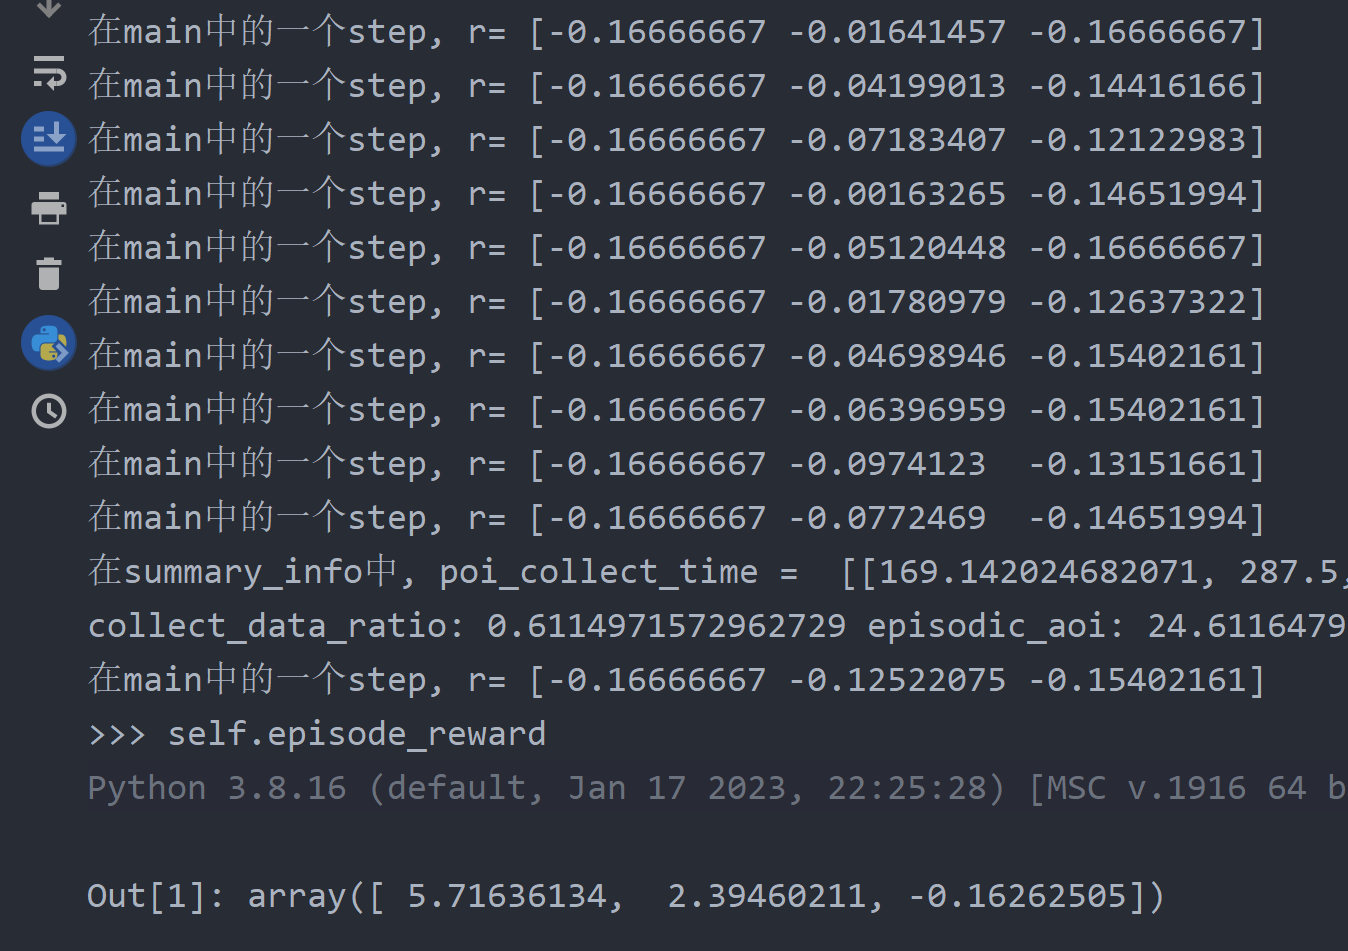 在main中的一个step, r= [-0.16666667 -0.01641457 -0.16666667]
在main中的一个step, r= [-0.16666667 -0.04199013 -0.14416166]
在main中的一个step, r= [-0.16666667 -0.07183407 -0.12122983]
在main中的一个step, r= [-0.16666667 -0.00163265 -0.14651994]
在main中的一个step, r= [-0.16666667 -0.05120448 -0.16666667]
在main中的一个step, r= [-0.16666667 -0.01780979 -0.12637322]
在main中的一个step, r= [-0.16666667 -0.04698946 -0.15402161]
在main中的一个step, r= [-0.16666667 -0.06396959 -0.15402161]
在main中的一个step, r= [-0.16666667 -0.0974123  -0.13151661]
在main中的一个step, r= [-0.16666667 -0.0772469  -0.14651994]
在summary_info中, poi_collect_time =  [[169.142024682071, 287.5,
collect_data_ratio: 0.6114971572962729 episodic_aoi: 24.6116479
在main中的一个step, r= [-0.16666667 -0.12522075 -0.15402161]
>>> self.episode_reward
Python 3.8.16 (default, Jan 17 2023, 22:25:28) [MSC v.1916 64 b
Out[1]: array([ 5.71636134,  2.39460211, -0.16262505])